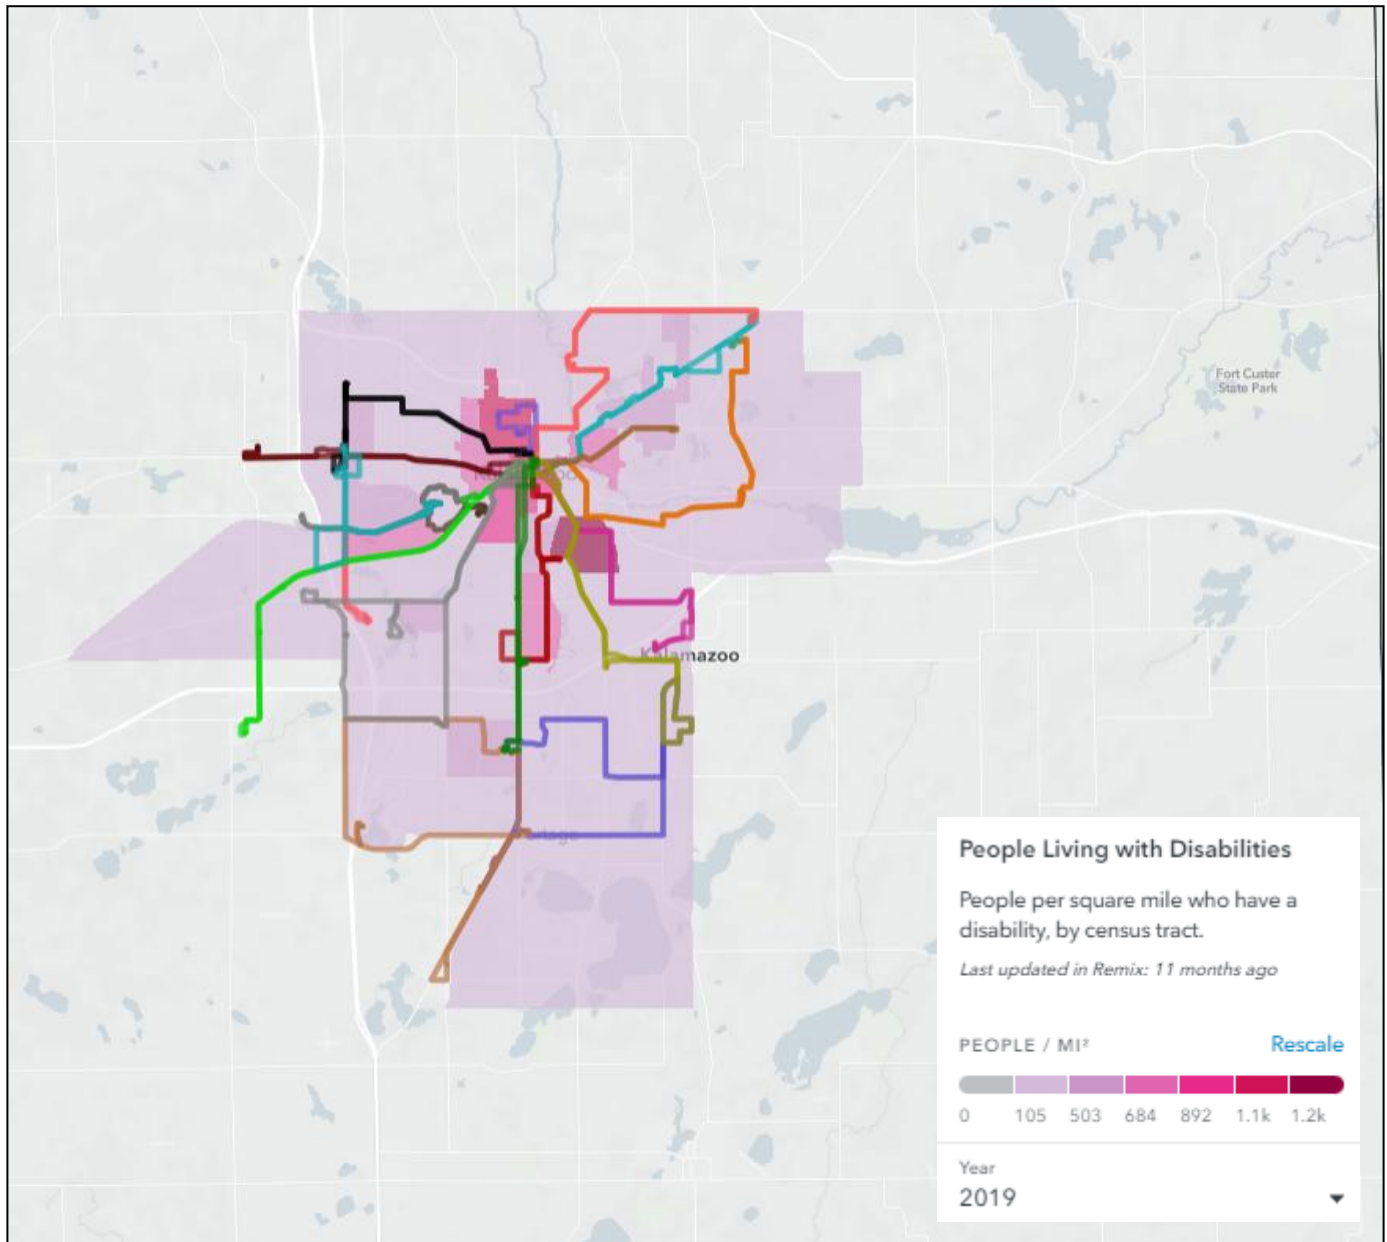 Fort Custer
State Park
Kalamazoo
Portage
People Living with Disabilities
People per square mile who have a
disability, by census tract.
Last updated in Remix: 11 months ago
PEOPLE / MI²
Rescale
0 105 503 684 892 1.1k 1.2k
Year
2019